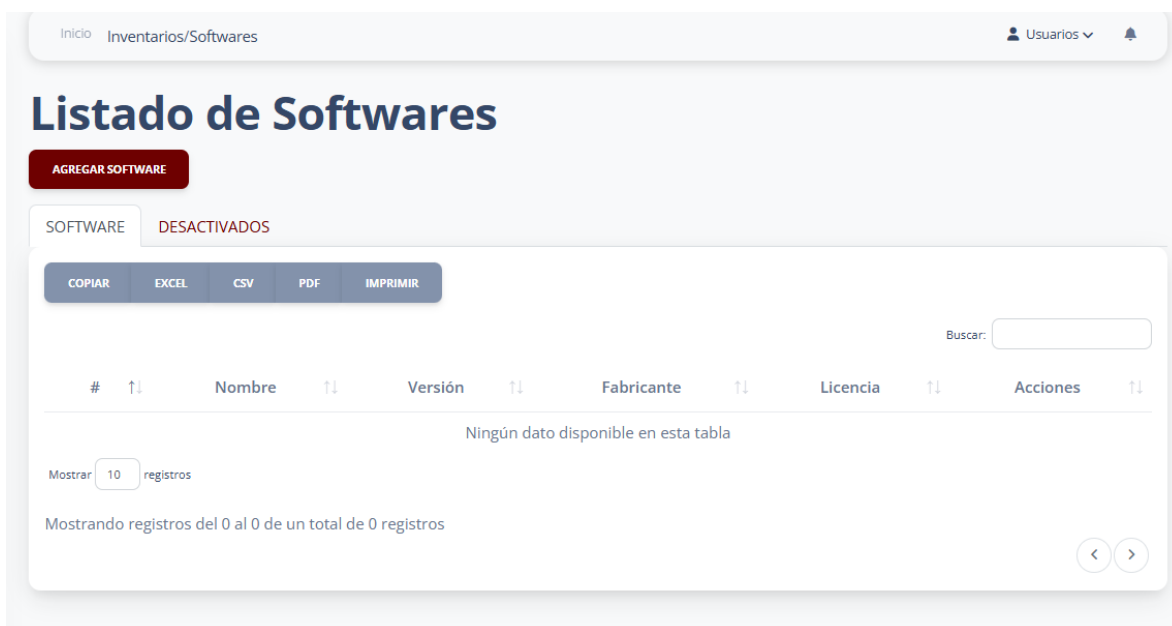 Inicio Inventarios/Softwares Usuarios
Listado de Softwares
AGREGAR SOFTWARE
SOFTWARE DESACTIVADOS
COPIAR EXCEL CSV PDF IMPRIMIR
Buscar:
# Nombre Versión Fabricante Licencia Acciones
Ningún dato disponible en esta tabla
Mostrar 10 registros
Mostrando registros del 0 al 0 de un total de 0 registros